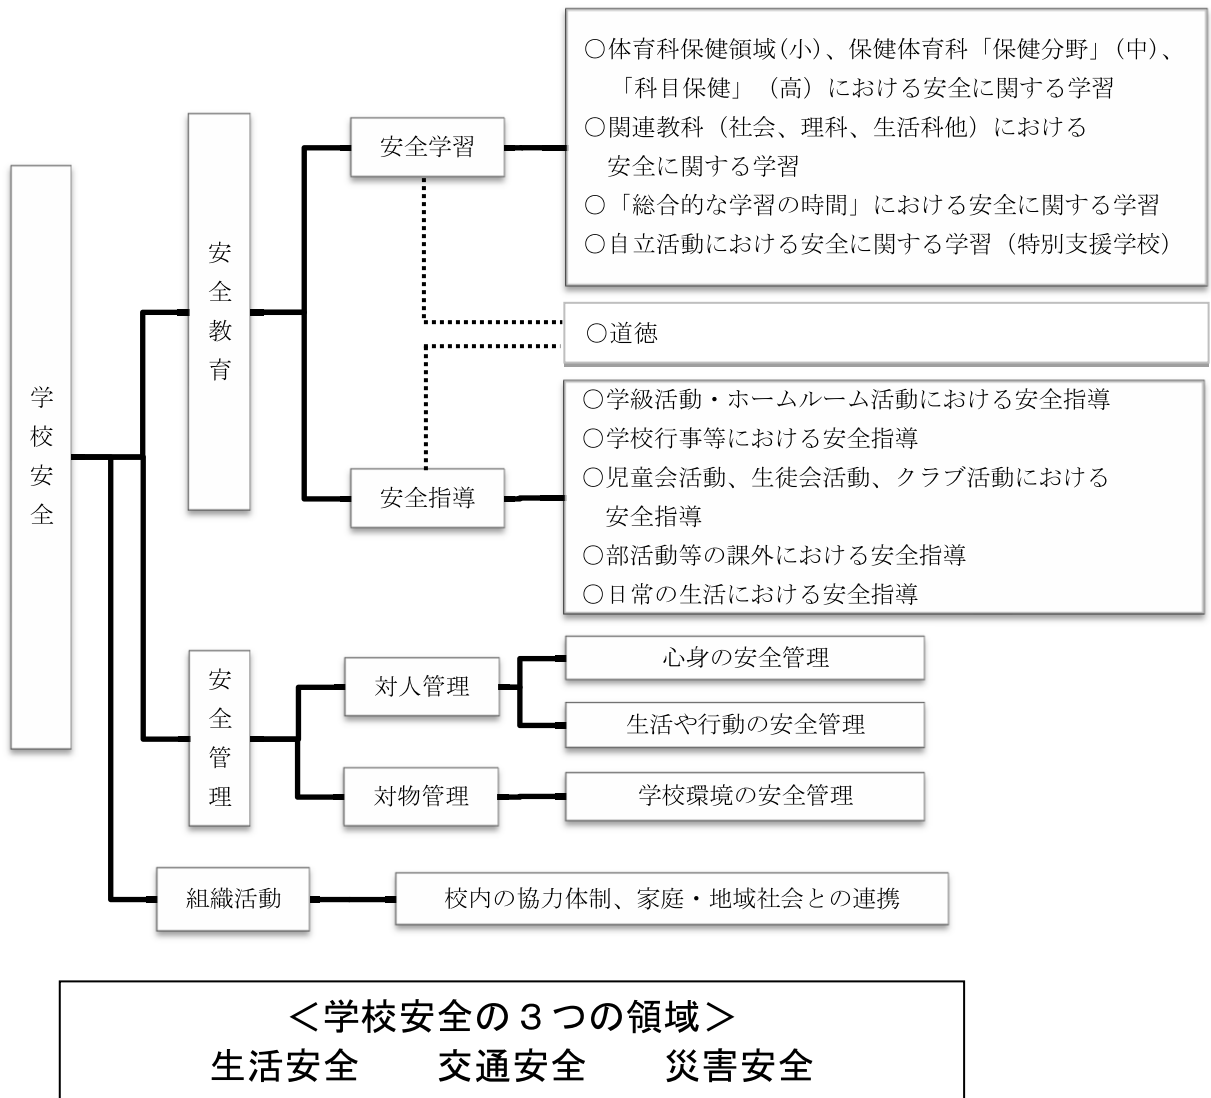 学校安全
安全教育
安全学習
○体育科保健領域(小)、保健体育科「保健分野」(中)、
「科目保健」（高）における安全に関する学習
○関連教科（社会、理科、生活科他）における
安全に関する学習
○「総合的な学習の時間」における安全に関する学習
○自立活動における安全に関する学習（特別支援学校）
○道徳
安全指導
○学級活動・ホームルーム活動における安全指導
○学校行事等における安全指導
○児童会活動、生徒会活動、クラブ活動における
安全指導
○部活動等の課外における安全指導
○日常の生活における安全指導
安全管理
対人管理
心身の安全管理
生活や行動の安全管理
対物管理
学校環境の安全管理
組織活動
校内の協力体制、家庭・地域社会との連携
＜学校安全の３つの領域＞
生活安全　交通安全　災害安全